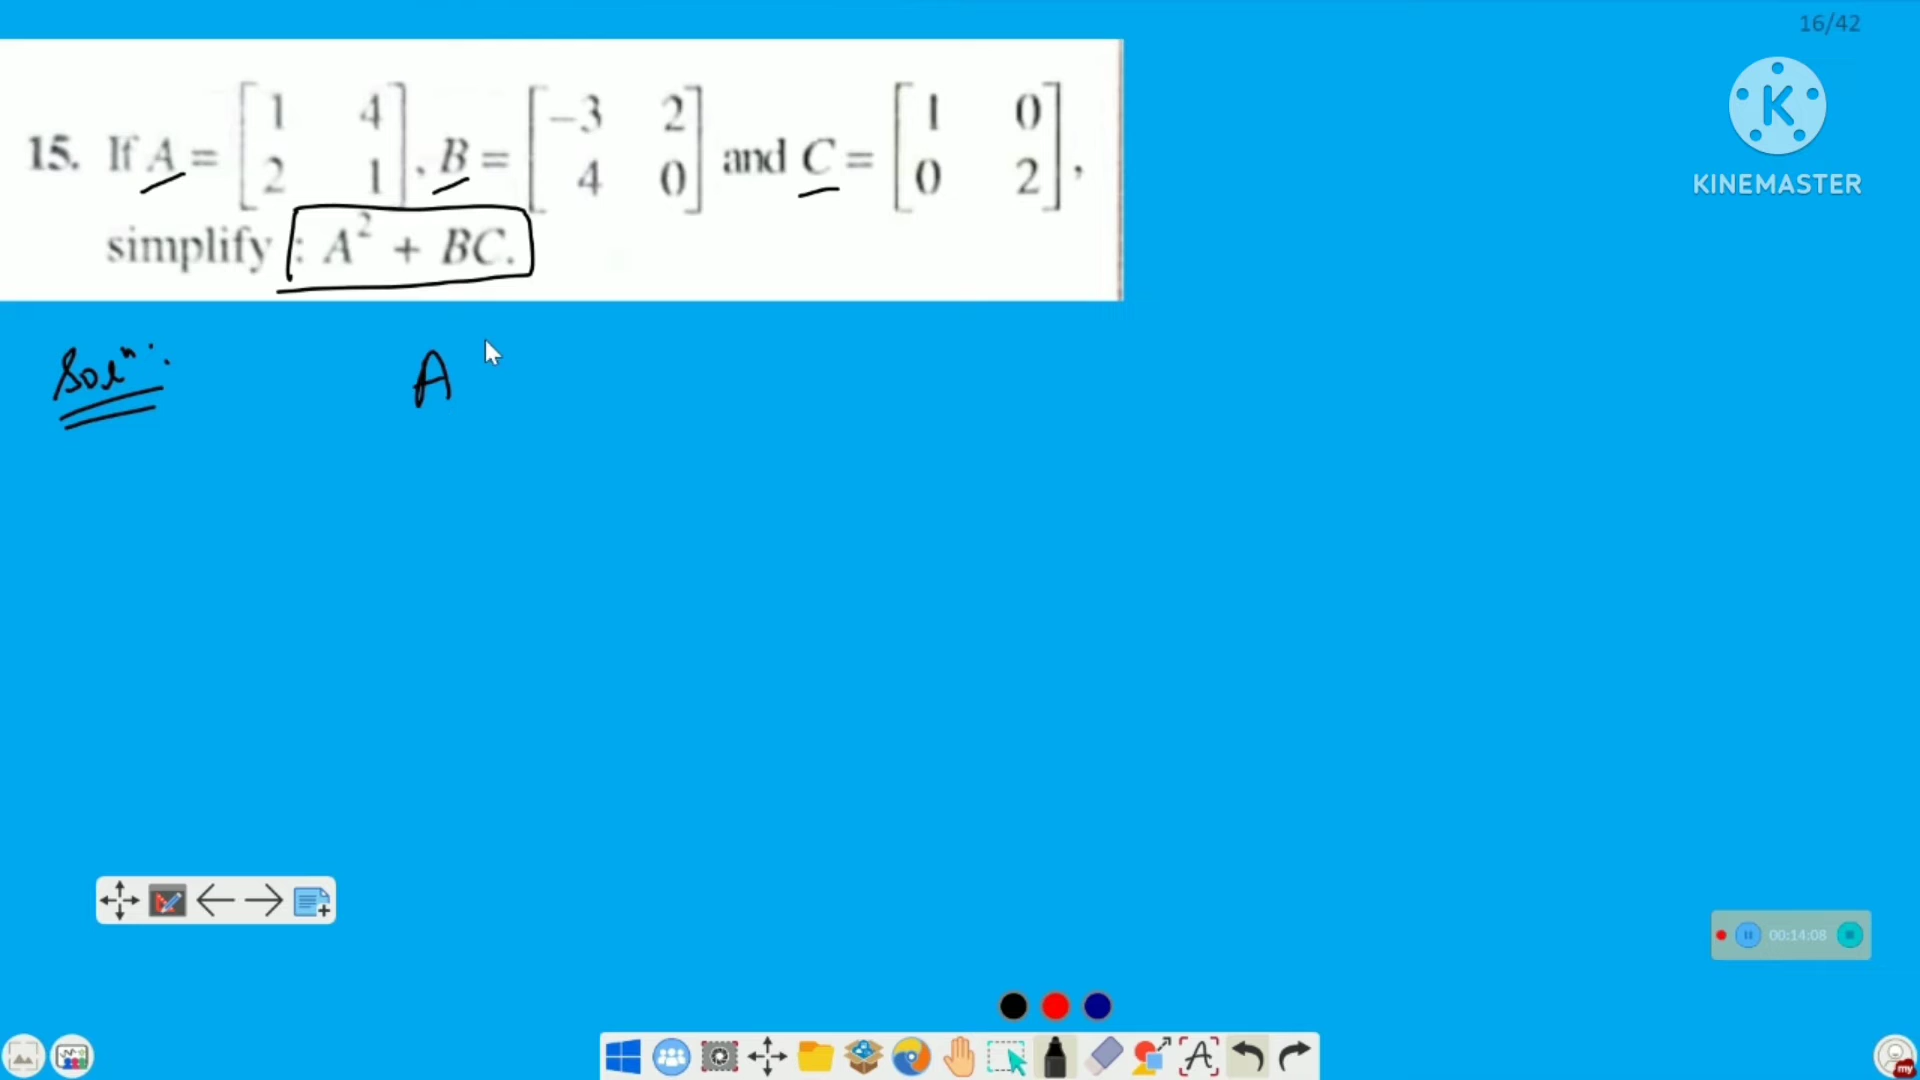 16/42
KINEMASTER
15. If A = [1 4 2 1], B = [−3 2 4 0] and C = [1 0 0 2],
simplify : A² + BC.
Solⁿ:
A
00:14:08
my